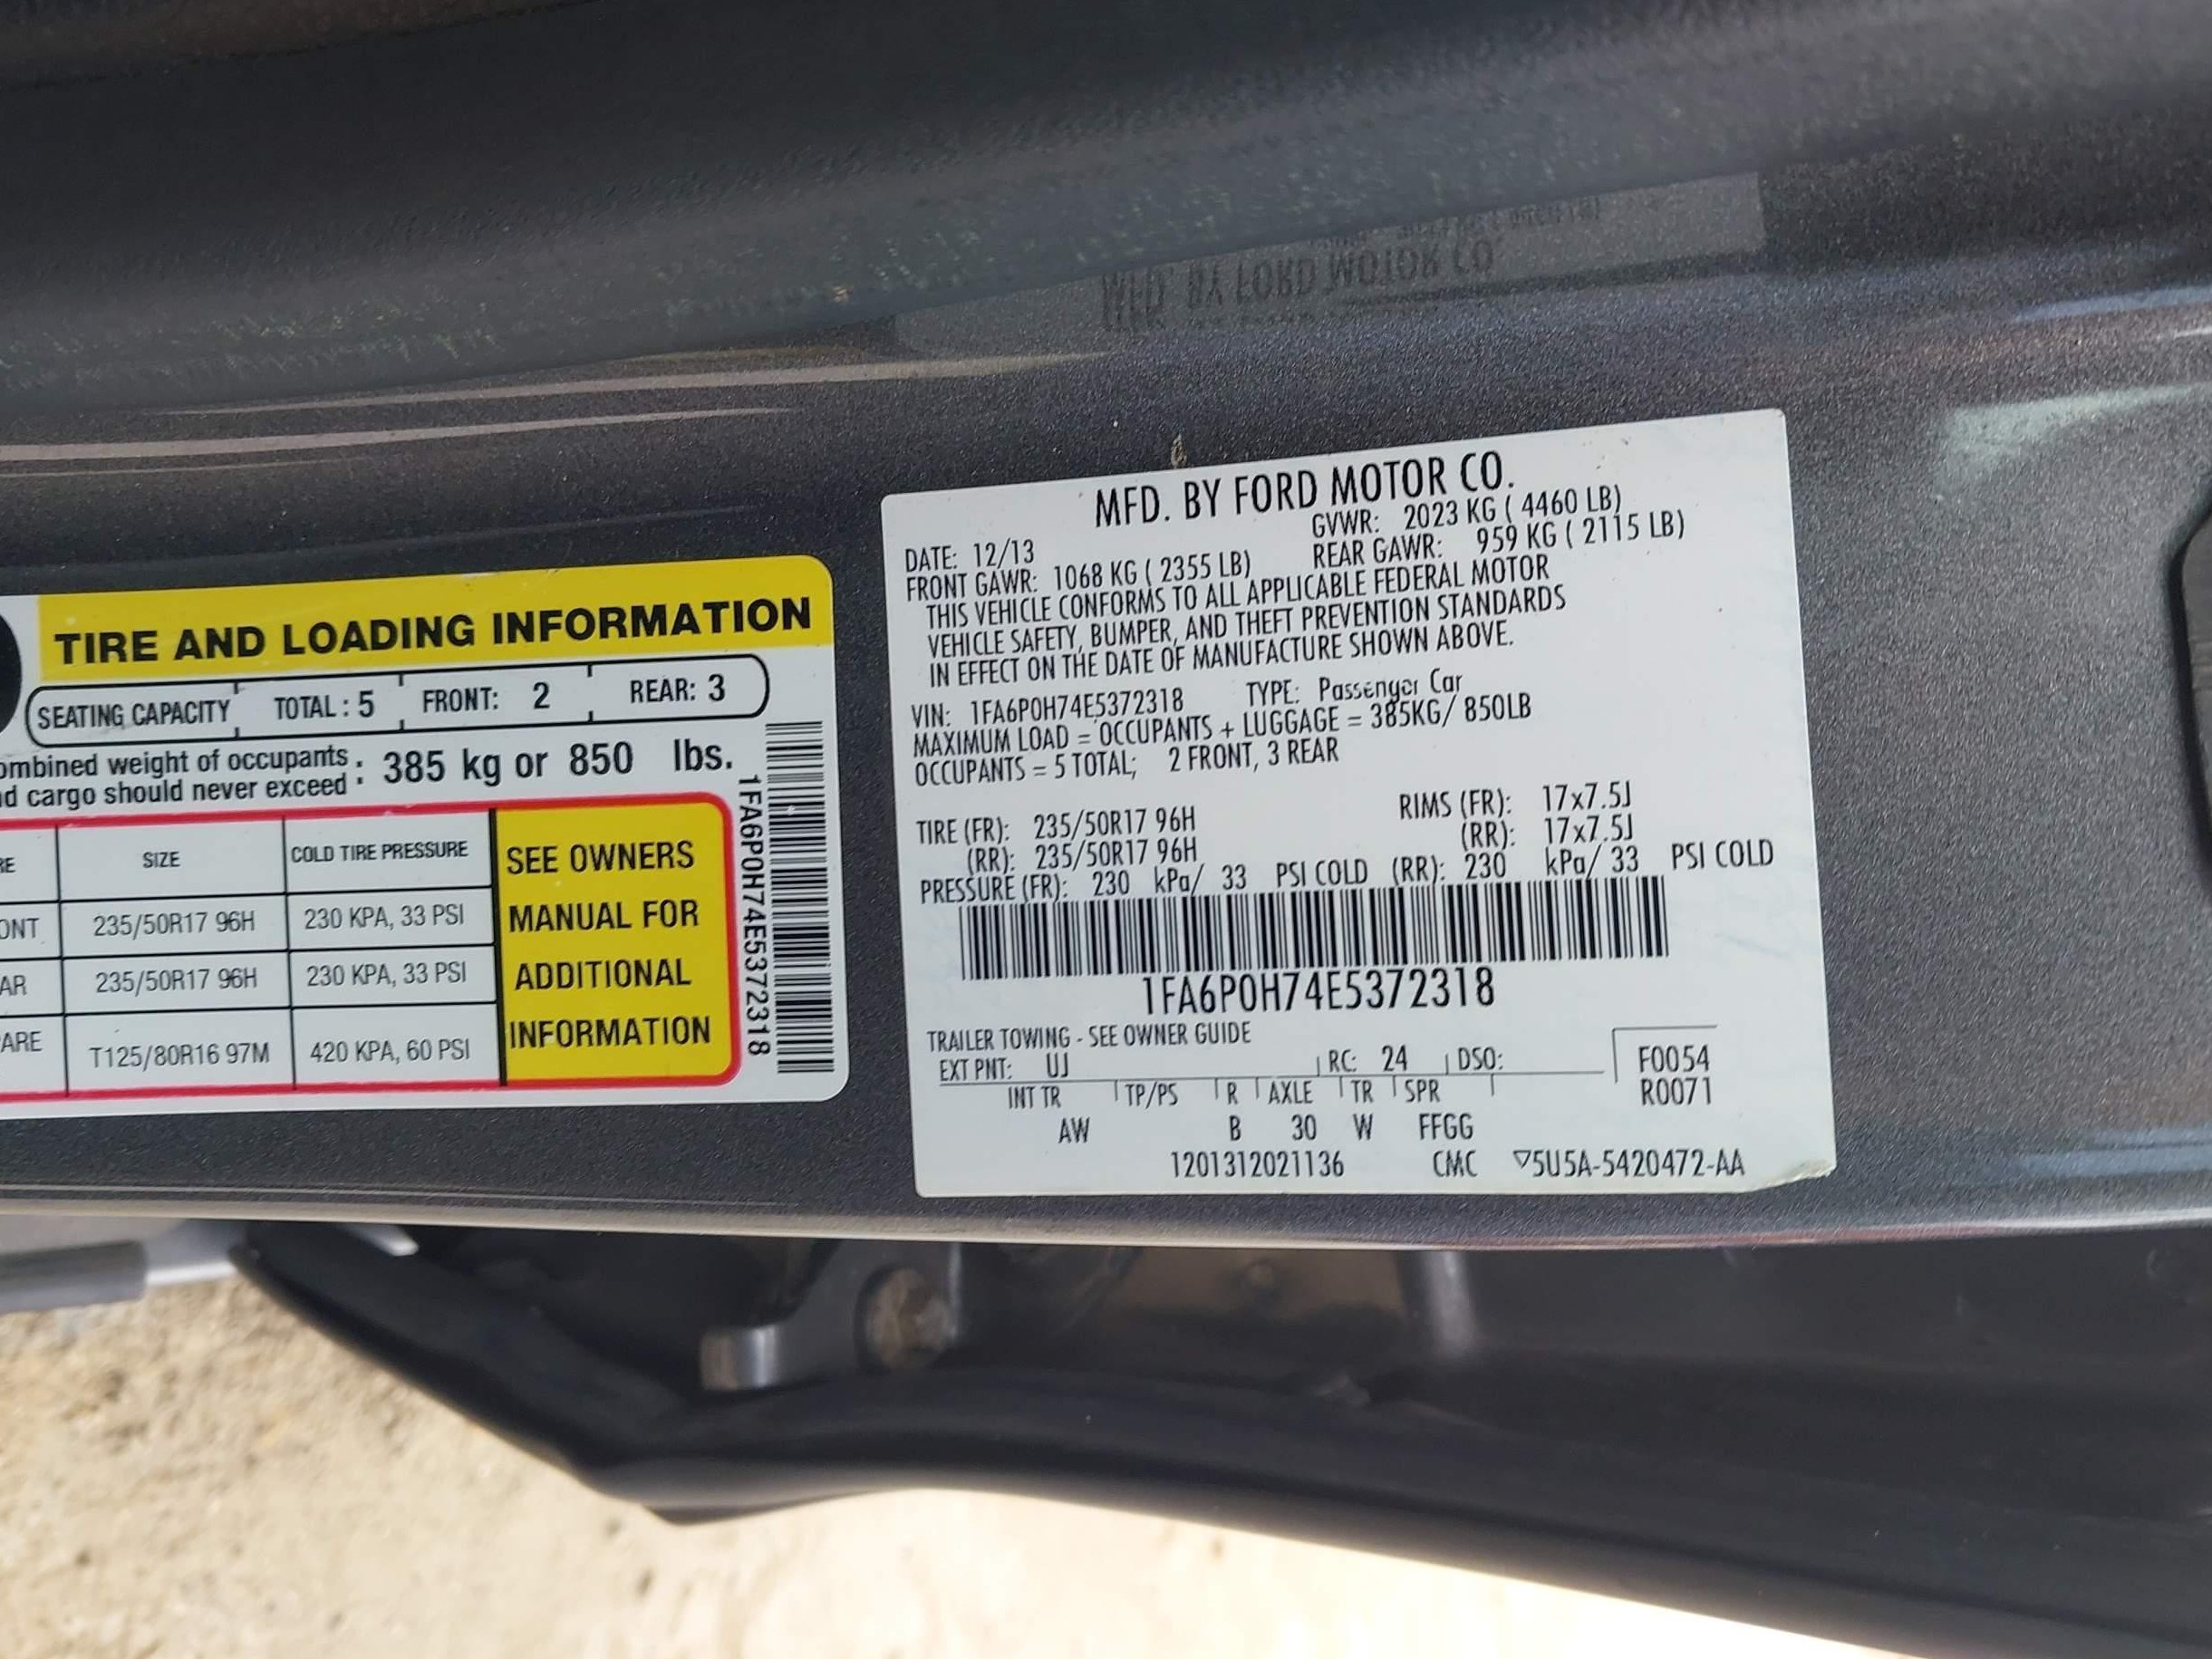 TIRE AND LOADING INFORMATION
SEATING CAPACITY TOTAL : 5 FRONT: 2 REAR: 3
ombined weight of occupants :
nd cargo should never exceed : 385 kg or 850 lbs.
RE SIZE COLD TIRE PRESSURE
ONT 235/50R17 96H 230 KPA, 33 PSI
AR 235/50R17 96H 230 KPA, 33 PSI
ARE T125/80R16 97M 420 KPA, 60 PSI
SEE OWNERS
MANUAL FOR
ADDITIONAL
INFORMATION
1FA6P0H74E5372318
MFD. BY FORD MOTOR CO.
DATE: 12/13 GVWR: 2023 KG ( 4460 LB)
FRONT GAWR: 1068 KG ( 2355 LB) REAR GAWR: 959 KG ( 2115 LB)
THIS VEHICLE CONFORMS TO ALL APPLICABLE FEDERAL MOTOR
VEHICLE SAFETY, BUMPER, AND THEFT PREVENTION STANDARDS
IN EFFECT ON THE DATE OF MANUFACTURE SHOWN ABOVE.
VIN: 1FA6P0H74E5372318 TYPE: Passenger Car
MAXIMUM LOAD = OCCUPANTS + LUGGAGE = 385KG/ 850LB
OCCUPANTS = 5 TOTAL; 2 FRONT, 3 REAR
TIRE (FR): 235/50R17 96H RIMS (FR): 17x7.5J
(RR): 235/50R17 96H (RR): 17x7.5J
PRESSURE (FR): 230 kPa/ 33 PSI COLD (RR): 230 kPa/ 33 PSI COLD
1FA6P0H74E5372318
TRAILER TOWING - SEE OWNER GUIDE
EXT PNT: UJ RC: 24 DSO: F0054
INT TR TP/PS R AXLE TR SPR R0071
AW B 30 W FFGG
1201312021136 CMC ▽5U5A-5420472-AA